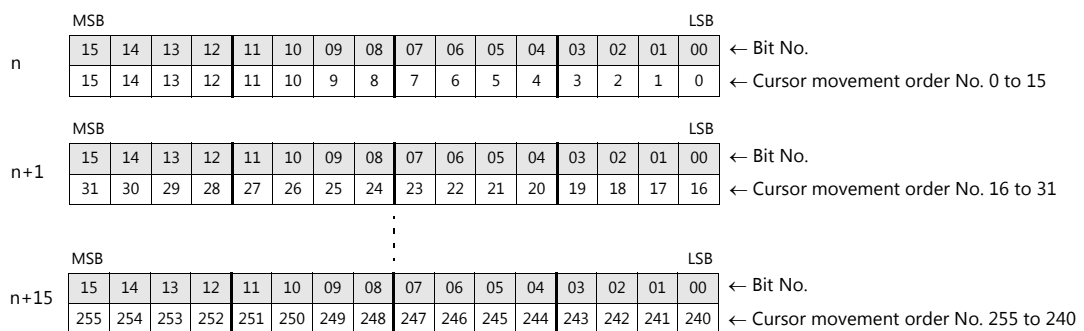 MSB LSB
15 14 13 12 11 10 09 08 07 06 05 04 03 02 01 00 ← Bit No.
n
15 14 13 12 11 10 9 8 7 6 5 4 3 2 1 0 ← Cursor movement order No. 0 to 15
MSB LSB
15 14 13 12 11 10 09 08 07 06 05 04 03 02 01 00 ← Bit No.
n+1
31 30 29 28 27 26 25 24 23 22 21 20 19 18 17 16 ← Cursor movement order No. 16 to 31
MSB LSB
15 14 13 12 11 10 09 08 07 06 05 04 03 02 01 00 ← Bit No.
n+15
255 254 253 252 251 250 249 248 247 246 245 244 243 242 241 240 ← Cursor movement order No. 255 to 240